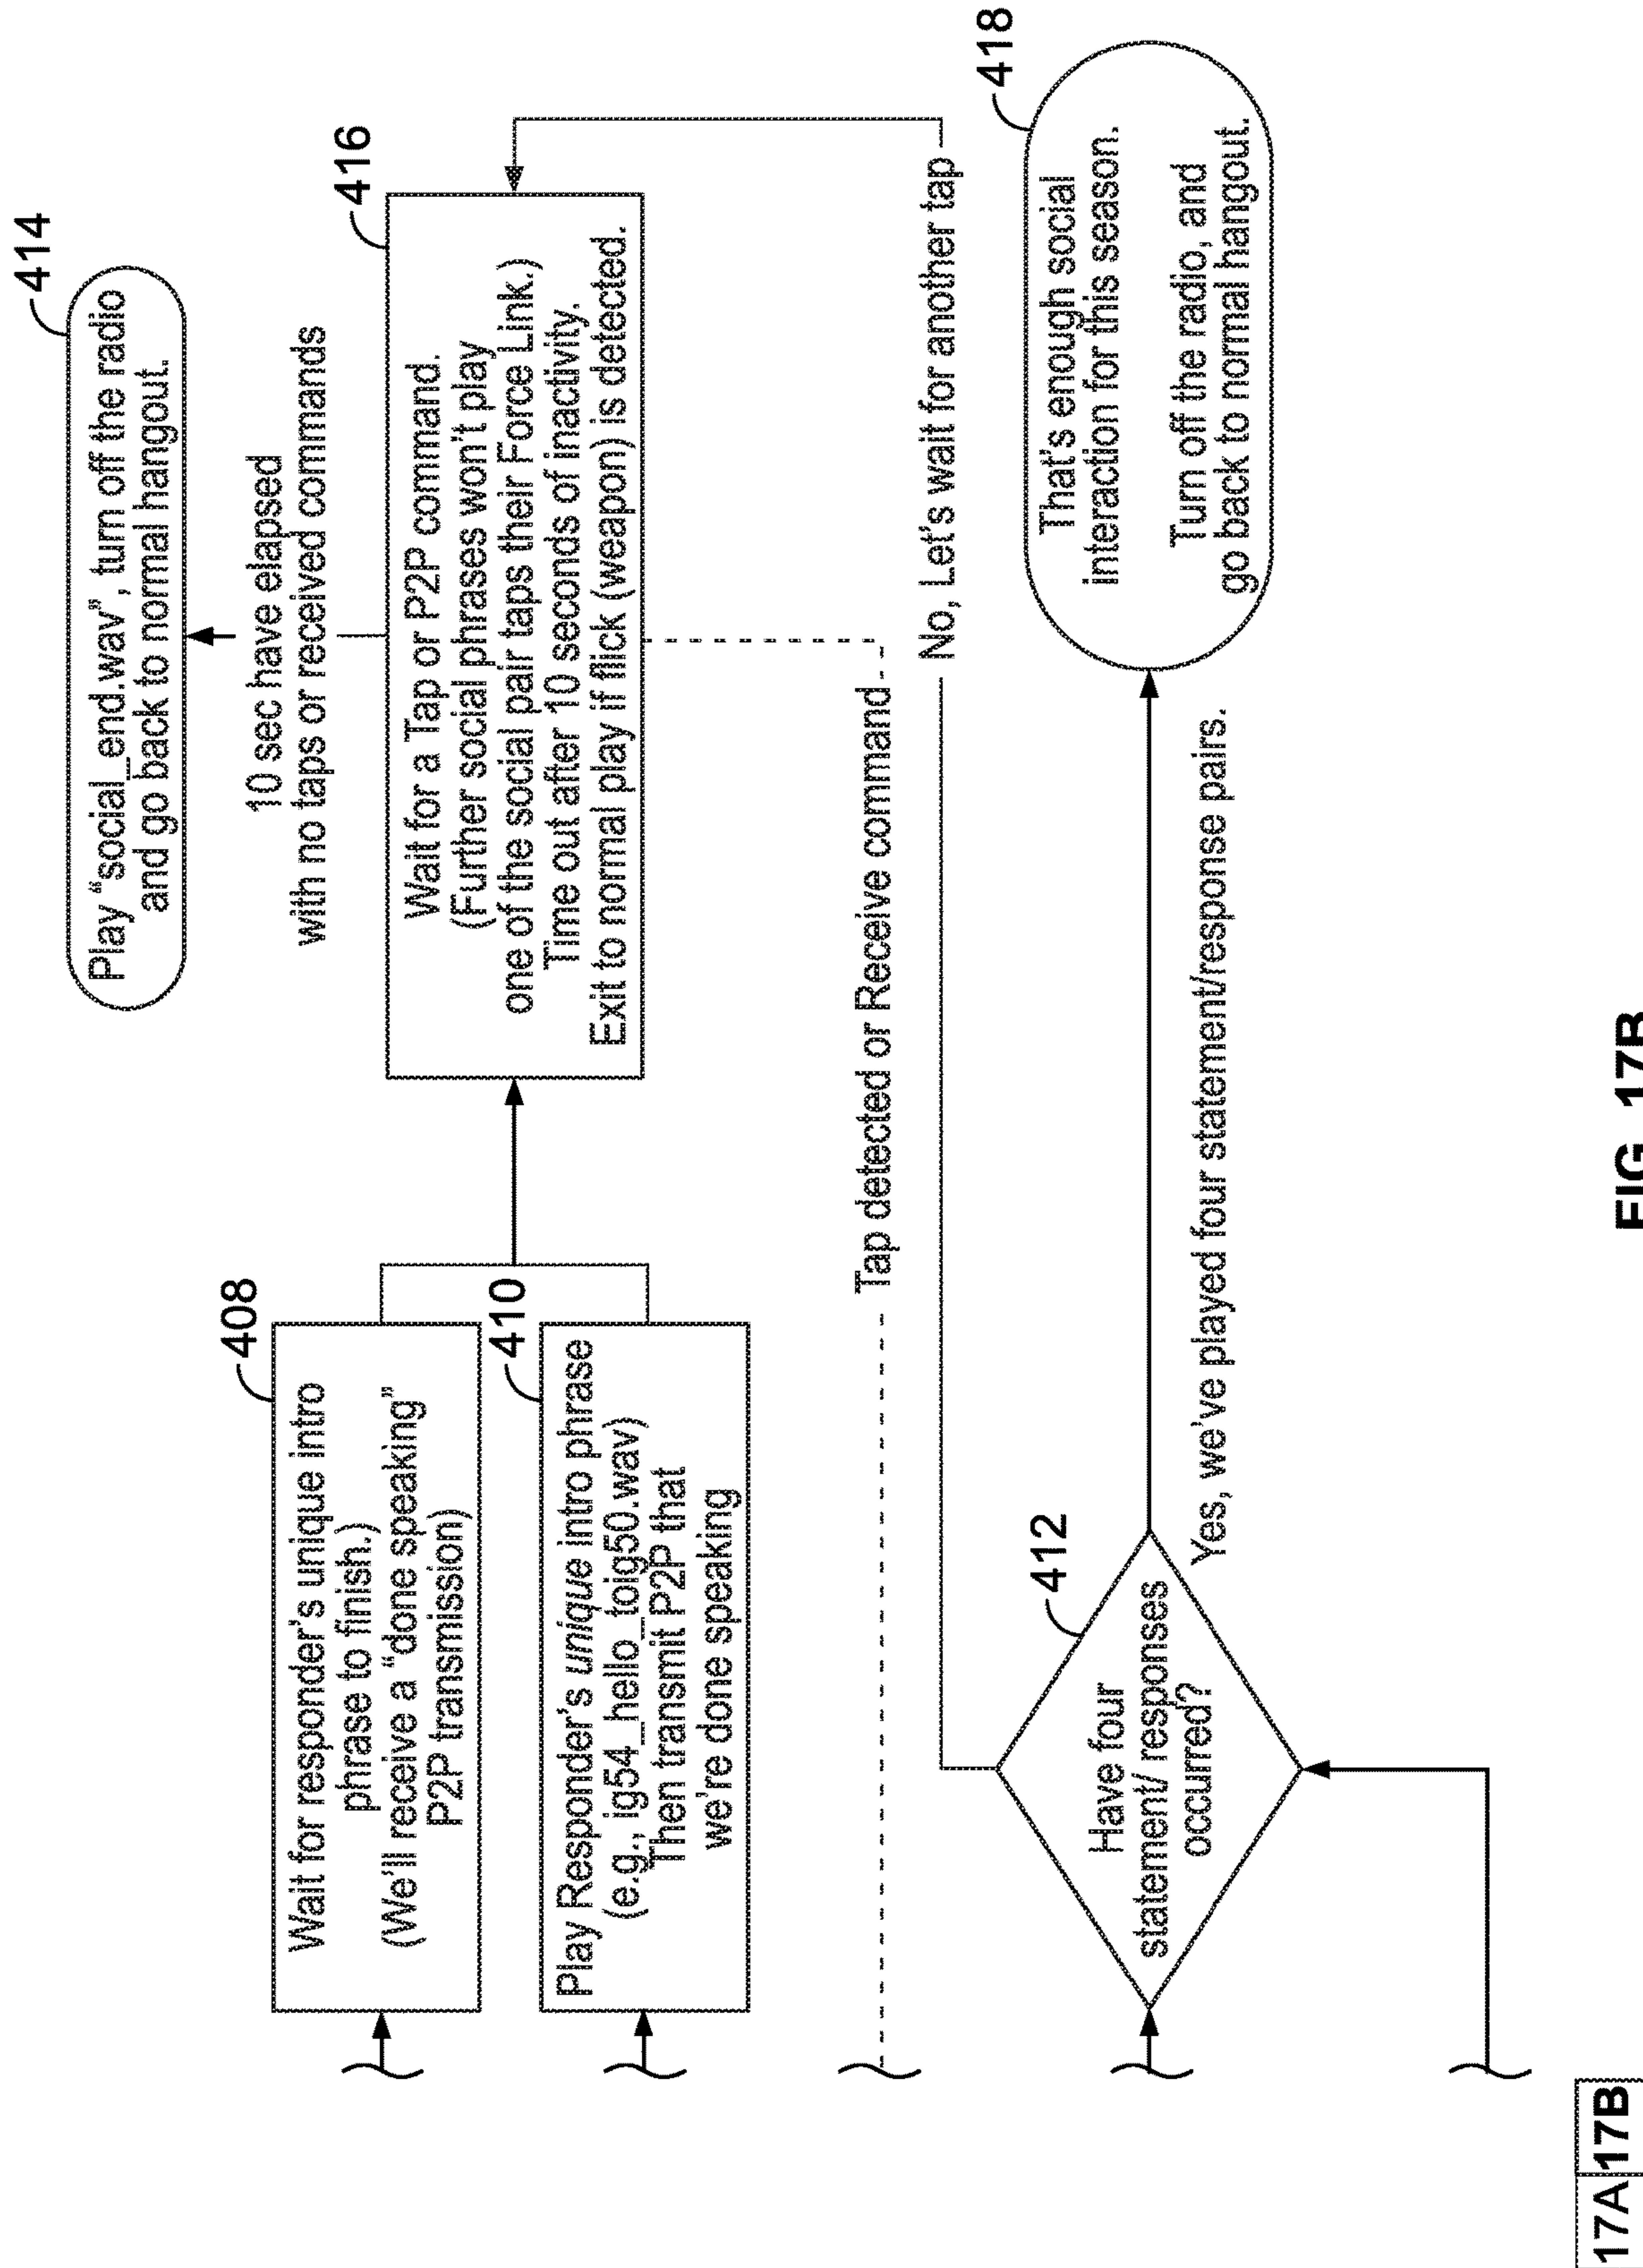 414
Play “social_end.wav”, turn off the radio
and go back to normal hangout.
10 sec have elapsed
with no taps or received commands
408
Wait for responder's unique intro
phrase to finish.)
(We'll receive a “done speaking”
P2P transmission)
410
Play Responder's unique intro phrase
(e.g., ig54_hello_toig50.wav)
Then transmit P2P that
we're done speaking
416
Wait for a Tap or P2P command.
(Further social phrases won't play
one of the social pair taps their Force Link.)
Time out after 10 seconds of inactivity.
Exit to normal play if flick (weapon) is detected.
Tap detected or Receive command
No, Let's wait for another tap
412
Have four
statement/ responses
occurred?
Yes, we've played four statement/response pairs.
418
That's enough social
interaction for this season.
Turn off the radio, and
go back to normal hangout.
17A 17B
FIG. 17B